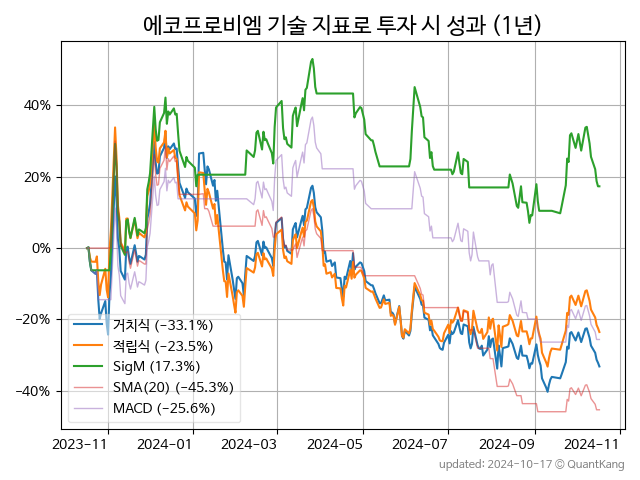 에코프로비엠 기술 지표로 투자 시 성과 (1년)
40%
20%
0%
−20%
−40%
거치식 (−33.1%)
적립식 (−23.5%)
SigM (17.3%)
SMA(20) (−45.3%)
MACD (−25.6%)
2023-11
2024-01
2024-03
2024-05
2024-07
2024-09
2024-11
updated: 2024-10-17 © QuantKang